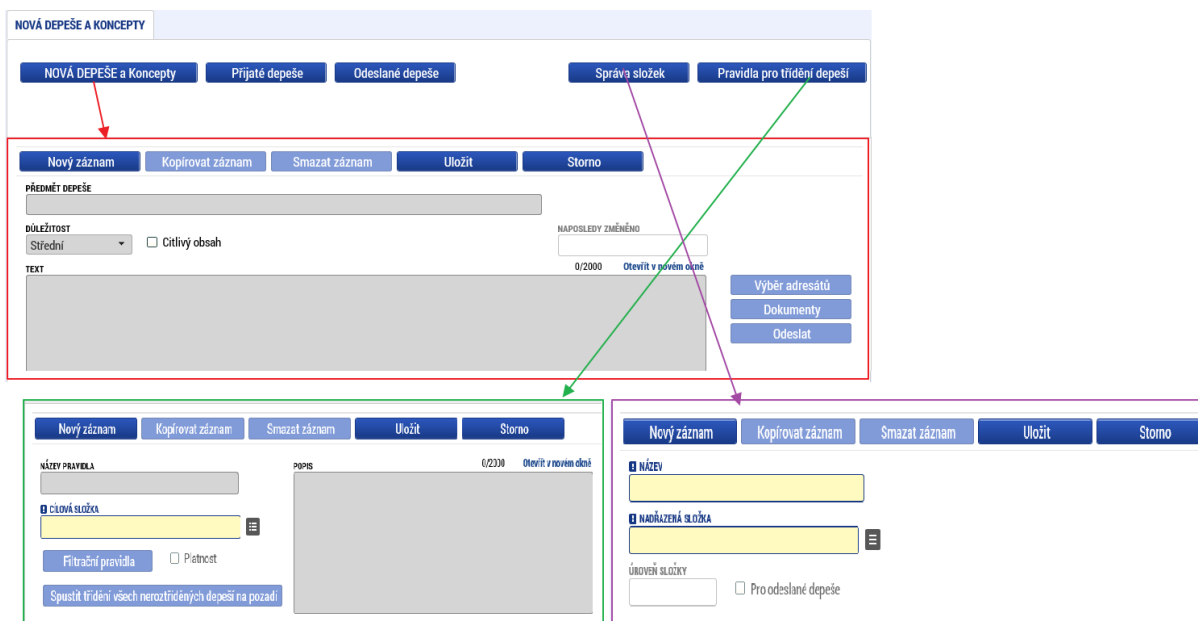 NOVÁ DEPEŠE A KONCEPTY
NOVÁ DEPEŠE a Koncepty Přijaté depeše Odeslané depeše Správa složek Pravidla pro třídění depeší
Nový záznam Kopírovat záznam Smazat záznam Uložit Storno
PŘEDMĚT DEPEŠE
DŮLEŽITOST NAPOSLEDY ZMĚNĚNO
Střední Citlivý obsah
TEXT 0/2000 Otevřít v novém okně
Výběr adresátů
Dokumenty
Odeslat
Nový záznam Kopírovat záznam Smazat záznam Uložit Storno
NÁZEV PRAVIDLA POPIS 0/2000 Otevřít v novém okně
CÍLOVÁ SLOŽKA
Filtrační pravidla Platnost
Spustit třídění všech neroztříděných depeší na pozadí
Nový záznam Kopírovat záznam Smazat záznam Uložit Storno
NÁZEV
NADŘAZENÁ SLOŽKA
ÚROVEŇ SLOŽKY
Pro odeslané depeše